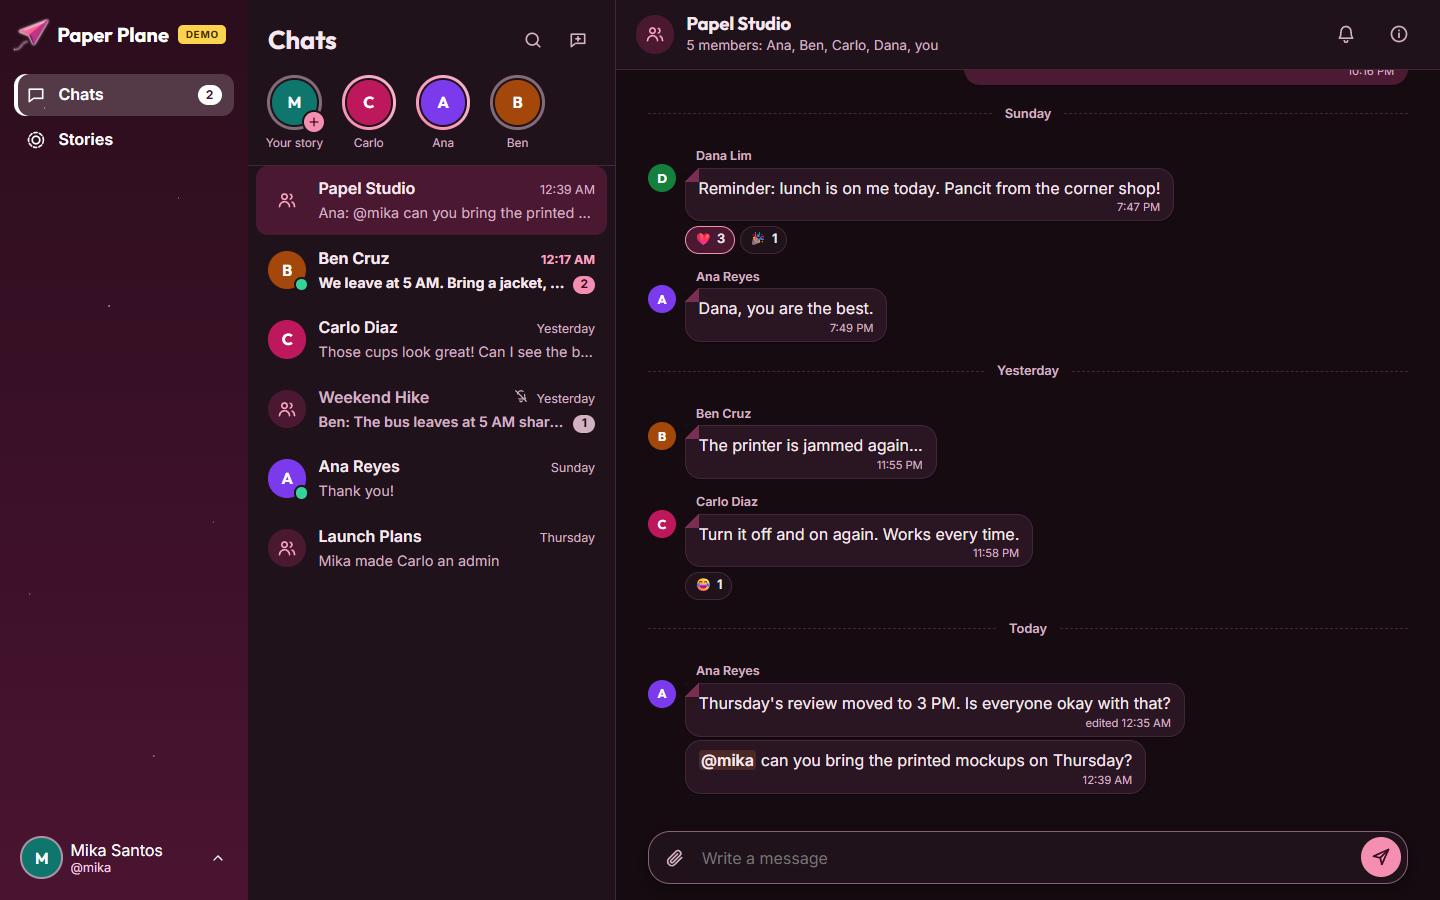 Paper Plane DEMO
Chats 2
Stories
Mika Santos
@mika
Chats
M C A B
Your story Carlo Ana Ben
Papel Studio 12:39 AM
Ana: @mika can you bring the printed ...
B Ben Cruz 12:17 AM
We leave at 5 AM. Bring a jacket, ... 2
C Carlo Diaz Yesterday
Those cups look great! Can I see the b...
Weekend Hike Yesterday
Ben: The bus leaves at 5 AM shar... 1
A Ana Reyes Sunday
Thank you!
Launch Plans Thursday
Mika made Carlo an admin
M
Papel Studio
5 members: Ana, Ben, Carlo, Dana, you
10:16 PM
Sunday
Dana Lim
D Reminder: lunch is on me today. Pancit from the corner shop!
7:47 PM
3 1
Ana Reyes
A Dana, you are the best.
7:49 PM
Yesterday
Ben Cruz
B The printer is jammed again...
11:55 PM
Carlo Diaz
C Turn it off and on again. Works every time.
11:58 PM
1
Today
Ana Reyes
A Thursday's review moved to 3 PM. Is everyone okay with that?
edited 12:35 AM
@mika can you bring the printed mockups on Thursday?
12:39 AM
Write a message